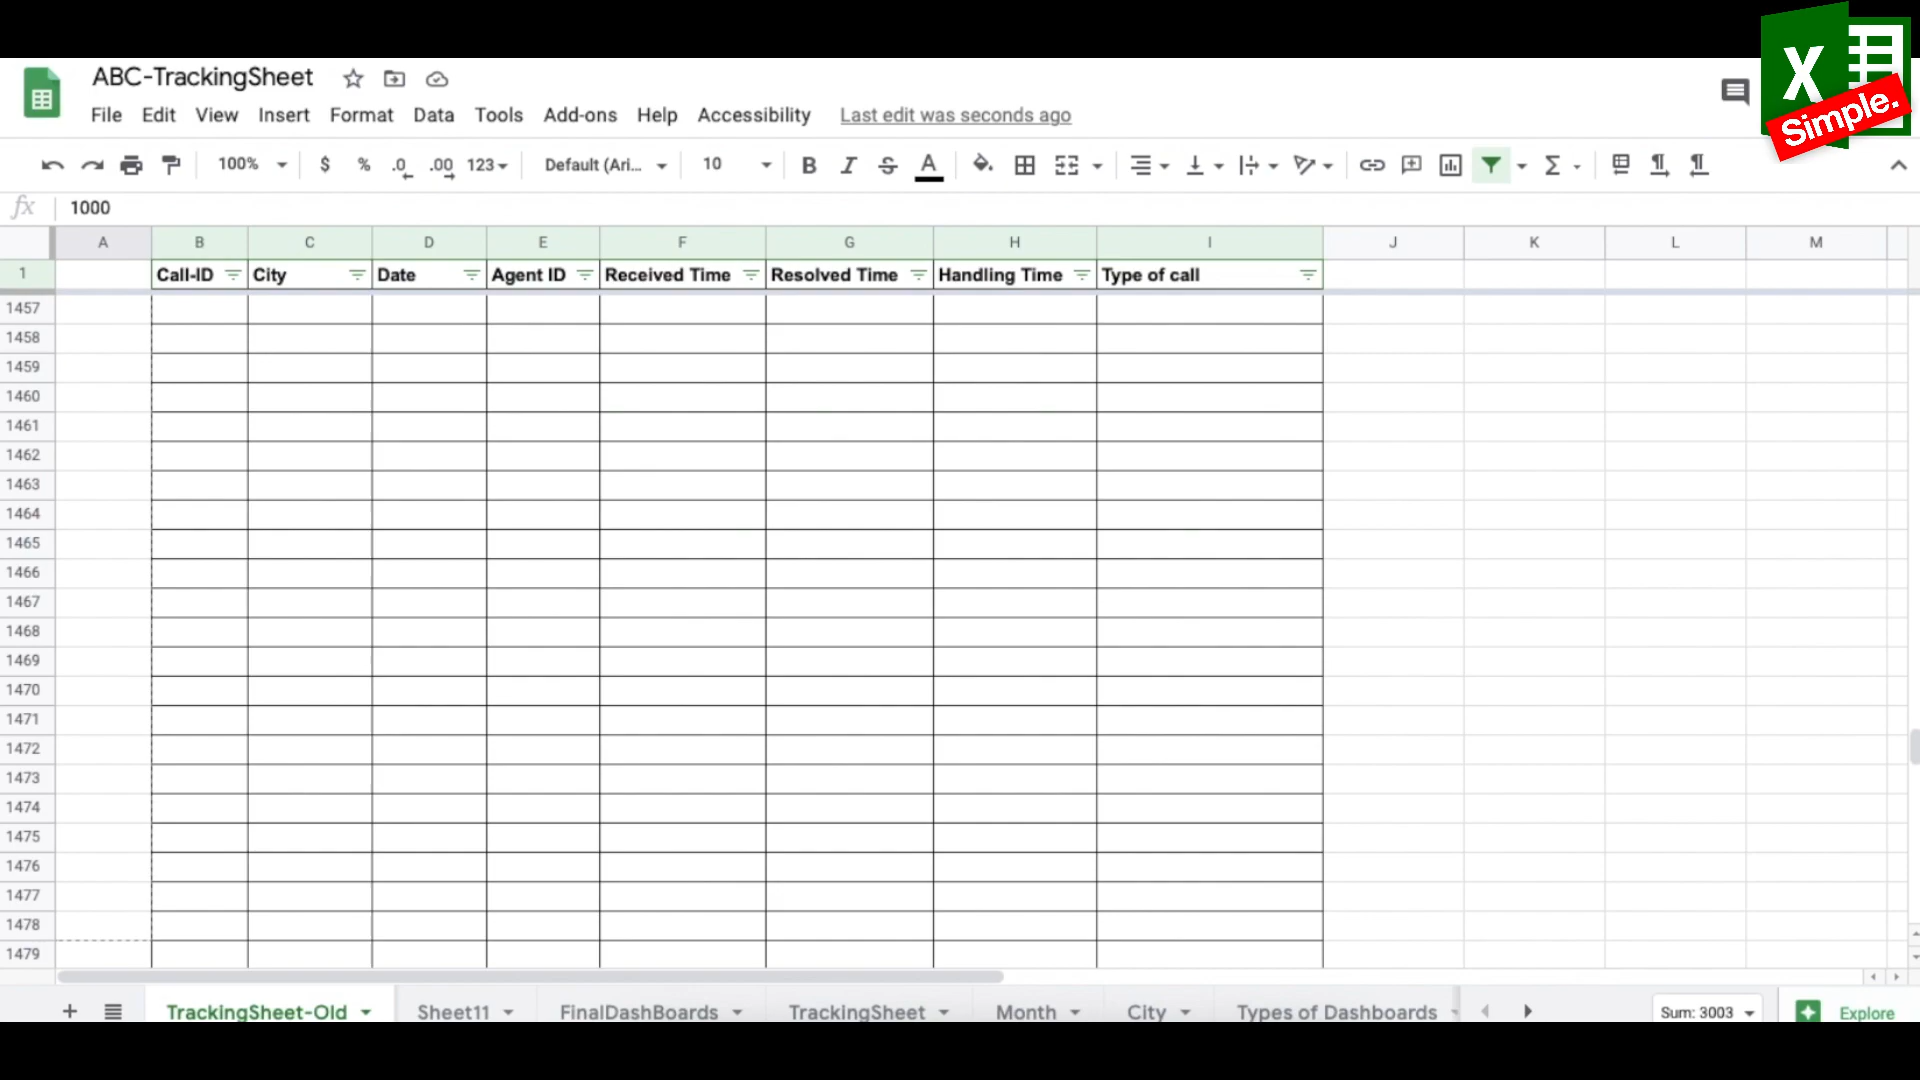 ABC-TrackingSheet
X
Simple.
File Edit View Insert Format Data Tools Add-ons Help Accessibility Last edit was seconds ago
100% $ % .0 .00 123 Default (Ari... 10 B I S A
fx 1000
A B C D E F G H I J K L M
1 Call-ID City Date Agent ID Received Time Resolved Time Handling Time Type of call
1457
1458
1459
1460
1461
1462
1463
1464
1465
1466
1467
1468
1469
1470
1471
1472
1473
1474
1475
1476
1477
1478
1479
TrackingSheet-Old Sheet11 FinalDashBoards TrackingSheet Month City Types of Dashboards Sum: 3003 Explore